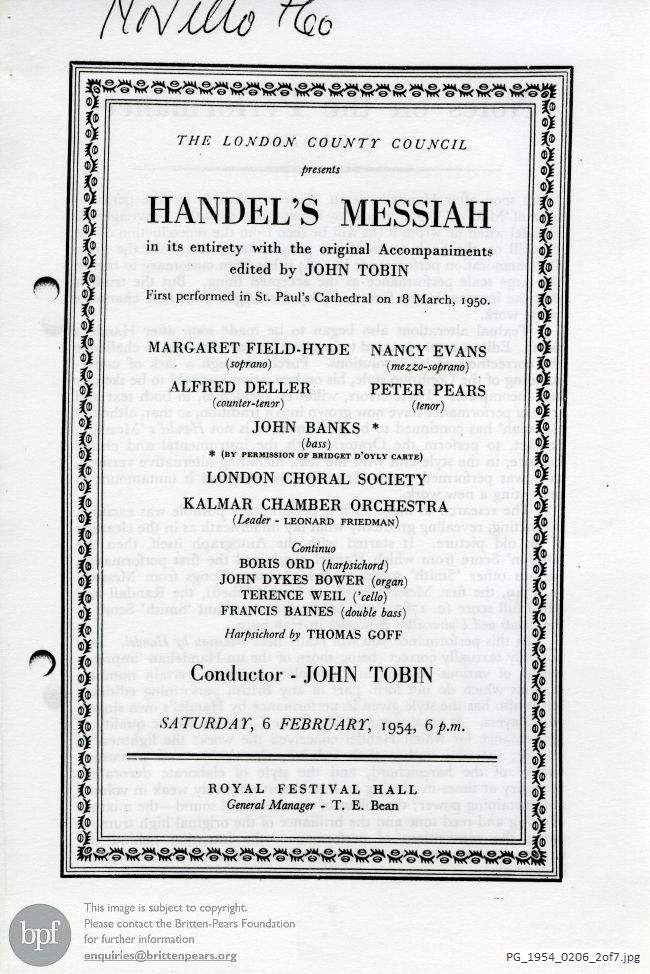 Novello & Co
THE LONDON COUNTY COUNCIL
presents
HANDEL'S MESSIAH
in its entirety with the original Accompaniments
edited by JOHN TOBIN
First performed in St. Paul's Cathedral on 18 March, 1950.
MARGARET FIELD-HYDE NANCY EVANS
(soprano) (mezzo-soprano)
ALFRED DELLER PETER PEARS
(counter-tenor) (tenor)
JOHN BANKS *
(bass)
* (BY PERMISSION OF BRIDGET D'OYLY CARTE)
LONDON CHORAL SOCIETY
KALMAR CHAMBER ORCHESTRA
(Leader - LEONARD FRIEDMAN)
Continuo
BORIS ORD (harpsichord)
JOHN DYKES BOWER (organ)
TERENCE WEIL ('cello)
FRANCIS BAINES (double bass)
Harpsichord by THOMAS GOFF
Conductor - JOHN TOBIN
SATURDAY, 6 FEBRUARY, 1954, 6 p.m.
ROYAL FESTIVAL HALL
General Manager - T. E. Bean
bpf
This image is subject to copyright.
Please contact the Britten-Pears Foundation
for further information
enquiries@brittenpears.org
PG_1954_0206_2of7.jpg